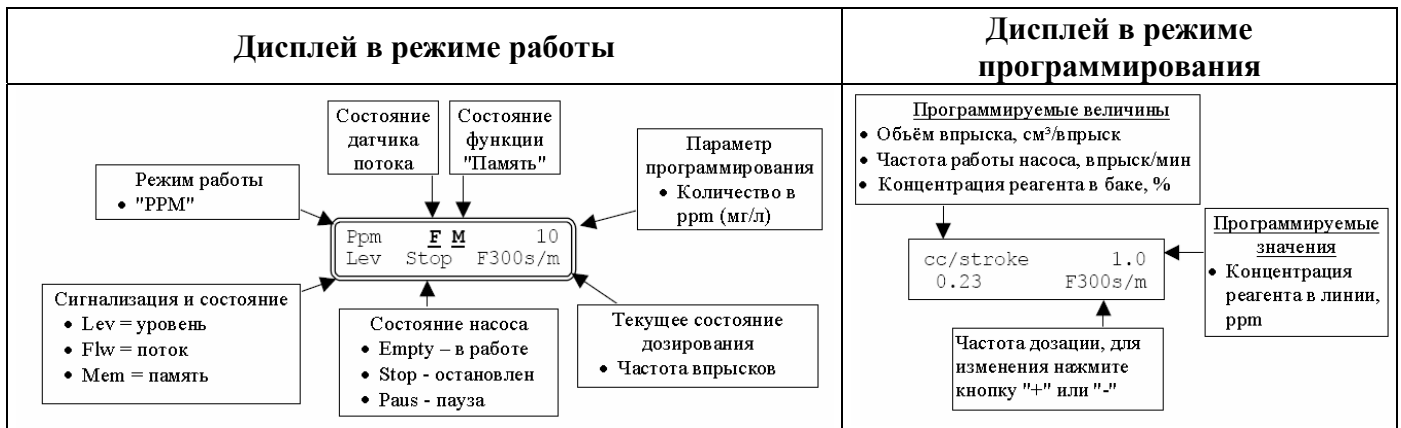 Дисплей в режиме работы
Дисплей в режиме
программирования
Состояние
датчика
потока
Состояние
функции
"Память"
Параметр
программирования
• Количество в
ppm (мг/л)
Режим работы
• "PPM"
Ppm F M 10
Lev Stop F300s/m
Сигнализация и состояние
• Lev = уровень
• Flw = поток
• Mem = память
Состояние насоса
• Empty – в работе
• Stop - остановлен
• Paus - пауза
Текущее состояние
дозирования
• Частота впрысков
Программируемые величины
• Обьём впрыска, см³/впрыск
• Частота работы насоса, впрыск/мин
• Концентрация реагента в баке, %
cc/stroke 1.0
0.23 F300s/m
Программируемые
значения
• Концентрация
реагента в линии,
ppm
Частота дозации, для
изменения нажмите
кнопку "+" или "-"